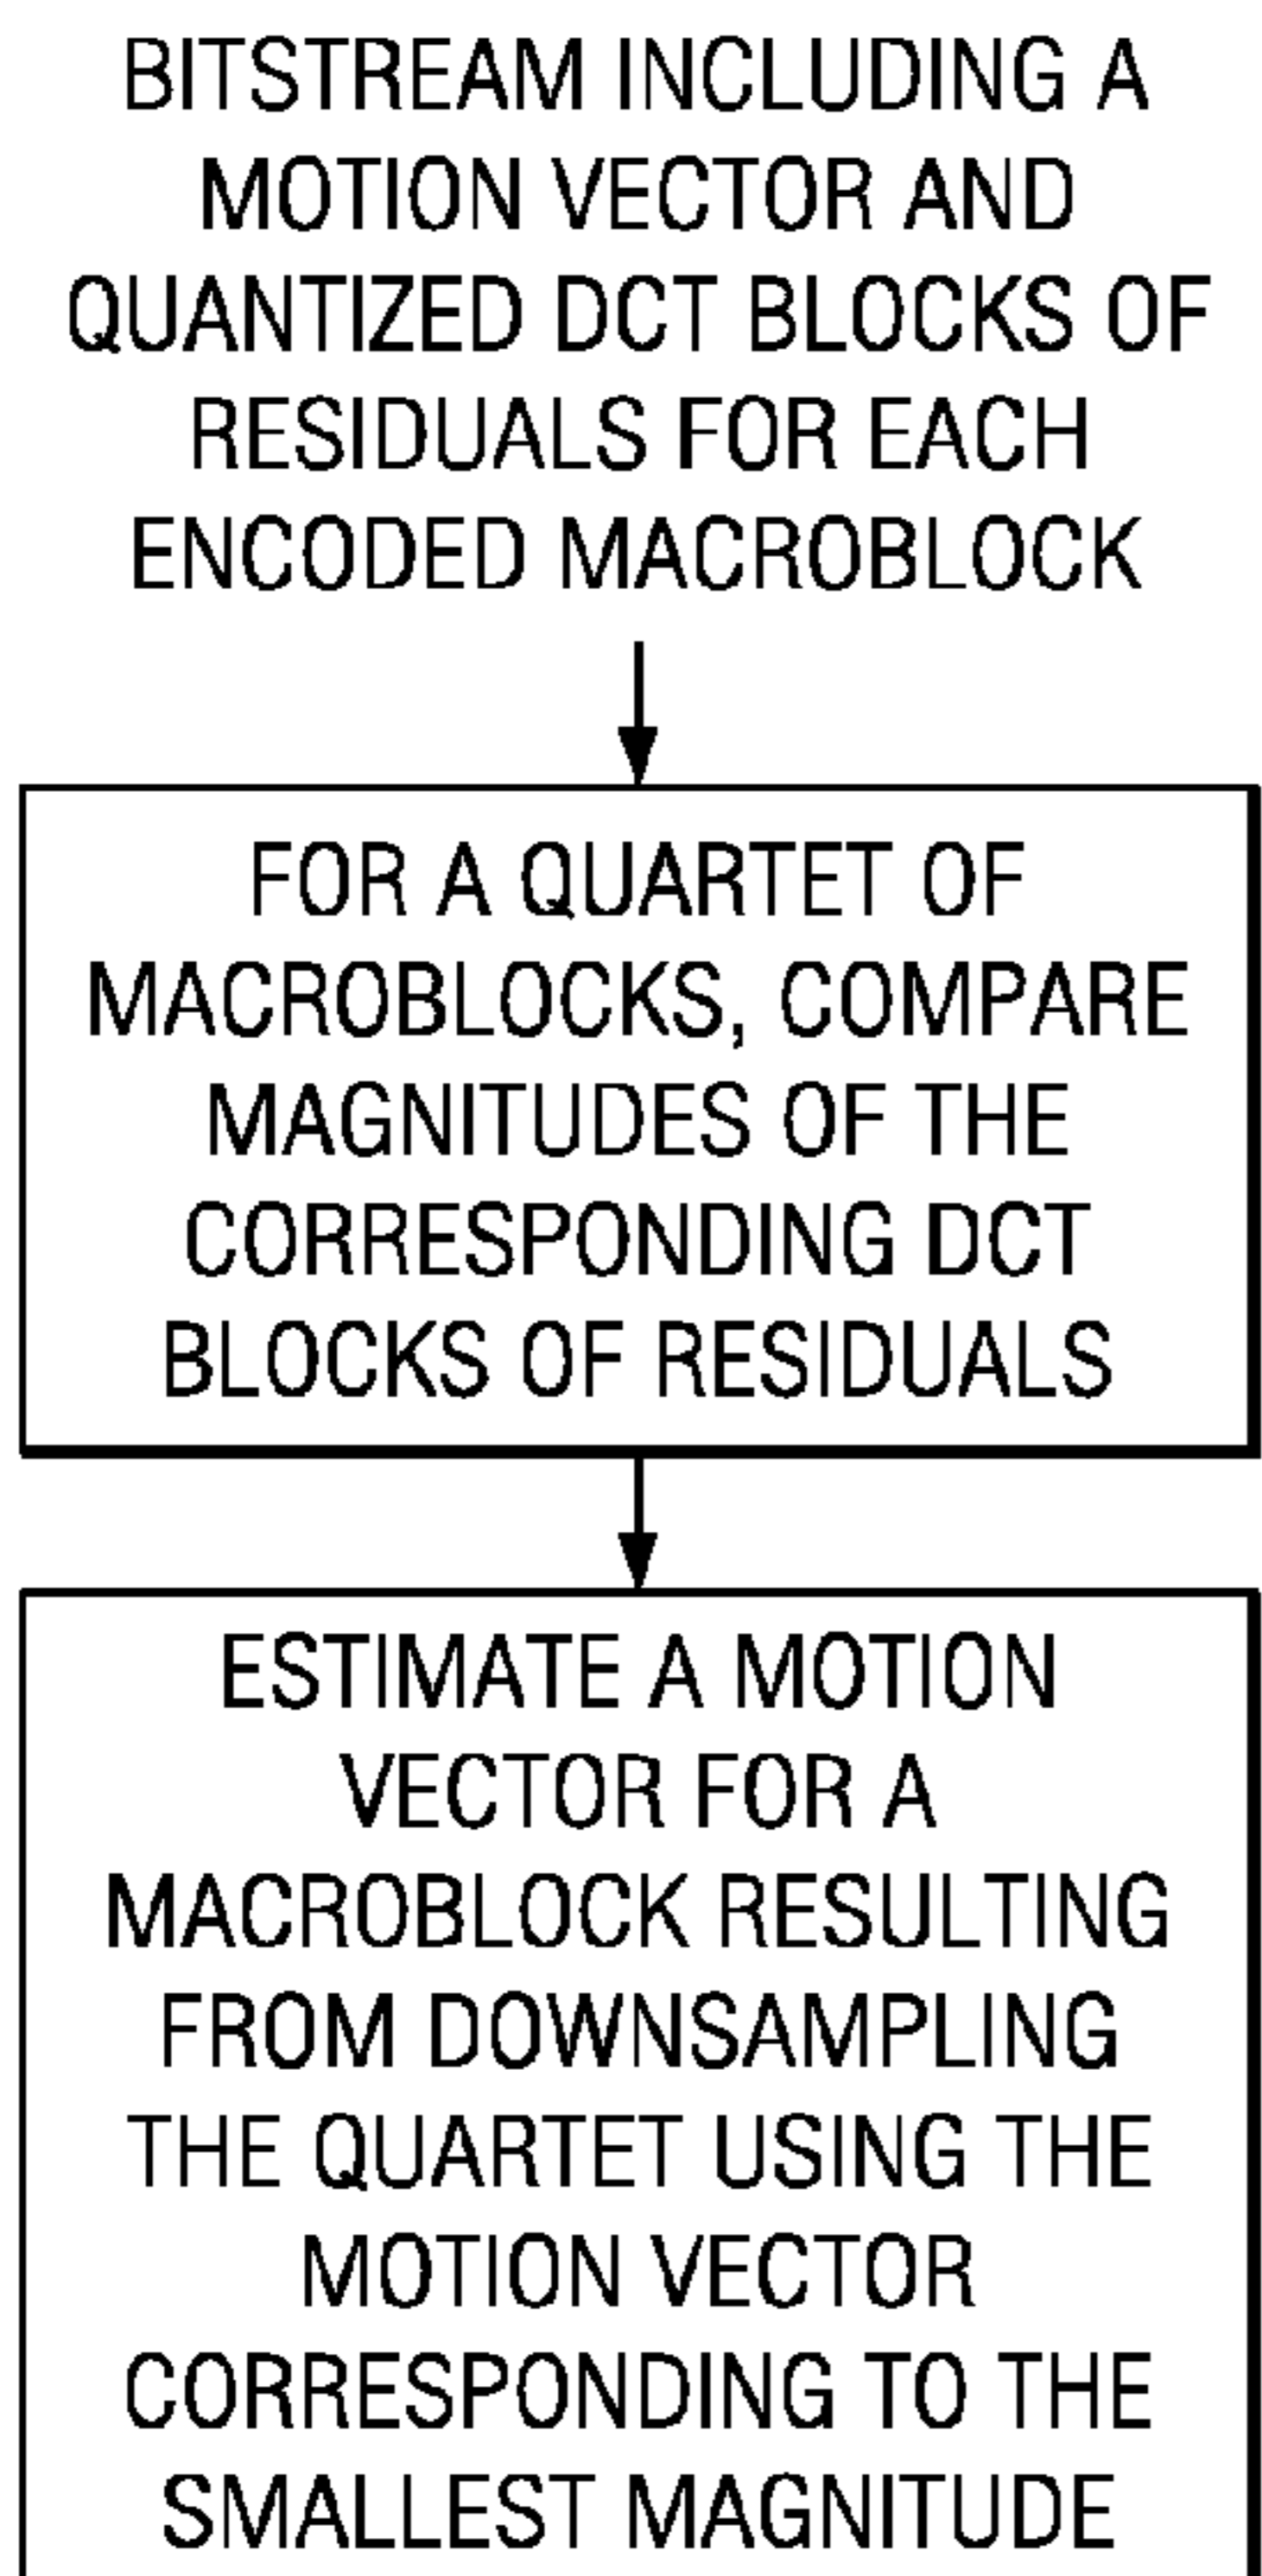 BITSTREAM INCLUDING A
MOTION VECTOR AND
QUANTIZED DCT BLOCKS OF
RESIDUALS FOR EACH
ENCODED MACROBLOCK
FOR A QUARTET OF
MACROBLOCKS, COMPARE
MAGNITUDES OF THE
CORRESPONDING DCT
BLOCKS OF RESIDUALS
ESTIMATE A MOTION
VECTOR FOR A
MACROBLOCK RESULTING
FROM DOWNSAMPLING
THE QUARTET USING THE
MOTION VECTOR
CORRESPONDING TO THE
SMALLEST MAGNITUDE